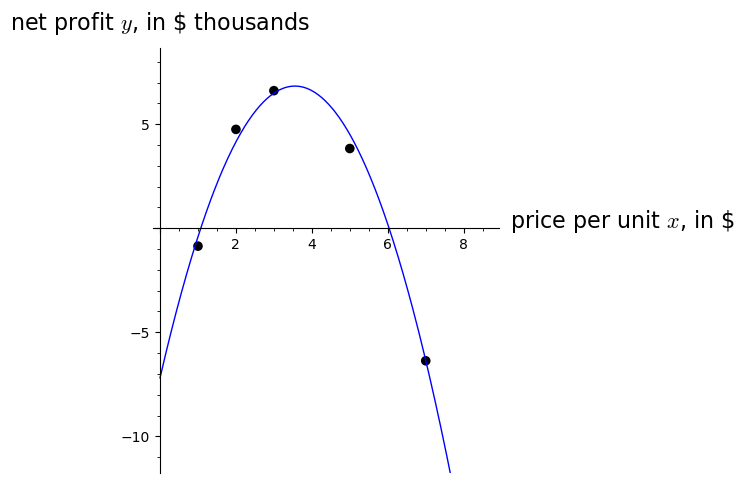 net profit y, in $ thousands
5
price per unit x, in $
2 4 6 8
−5
−10